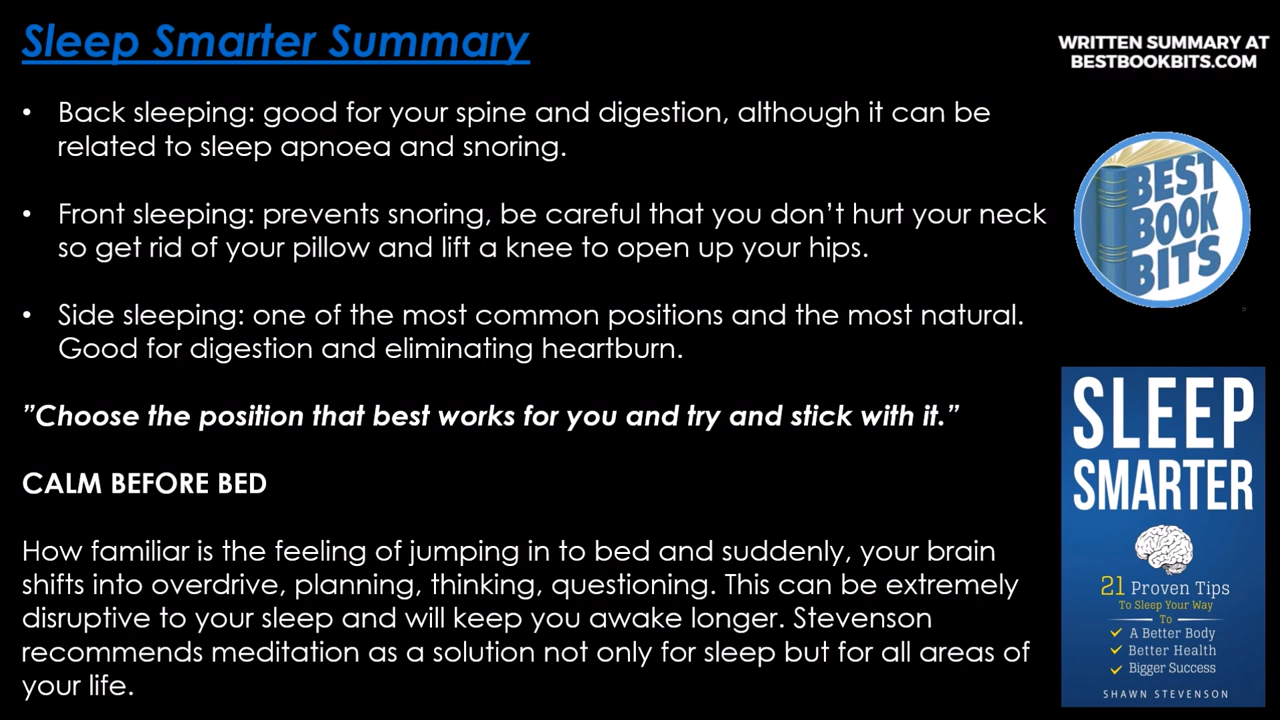 Sleep Smarter Summary
WRITTEN SUMMARY AT
BESTBOOKBITS.COM
• Back sleeping: good for your spine and digestion, although it can be
related to sleep apnoea and snoring.
• Front sleeping: prevents snoring, be careful that you don’t hurt your neck
so get rid of your pillow and lift a knee to open up your hips.
• Side sleeping: one of the most common positions and the most natural.
Good for digestion and eliminating heartburn.
”Choose the position that best works for you and try and stick with it.”
CALM BEFORE BED
How familiar is the feeling of jumping in to bed and suddenly, your brain
shifts into overdrive, planning, thinking, questioning. This can be extremely
disruptive to your sleep and will keep you awake longer. Stevenson
recommends meditation as a solution not only for sleep but for all areas of
your life.
BEST
BOOK
BITS
SLEEP
SMARTER
21 Proven Tips
To Sleep Your Way
To
A Better Body
Better Health
Bigger Success
SHAWN STEVENSON